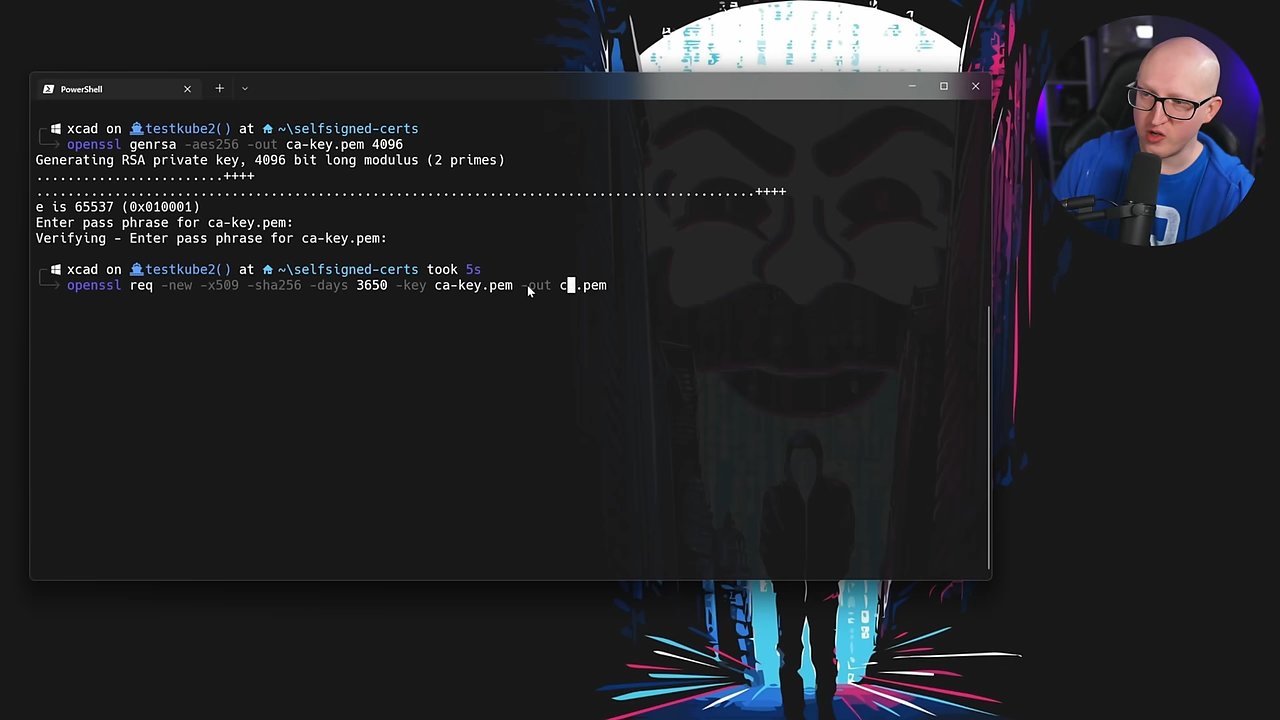 PowerShell
xcad on testkube2() at ~\selfsigned-certs
openssl genrsa -aes256 -out ca-key.pem 4096
Generating RSA private key, 4096 bit long modulus (2 primes)
........................++++
............................................................................................++++
e is 65537 (0x010001)
Enter pass phrase for ca-key.pem:
Verifying - Enter pass phrase for ca-key.pem:
xcad on testkube2() at ~\selfsigned-certs took 5s
openssl req -new -x509 -sha256 -days 3650 -key ca-key.pem -out c .pem